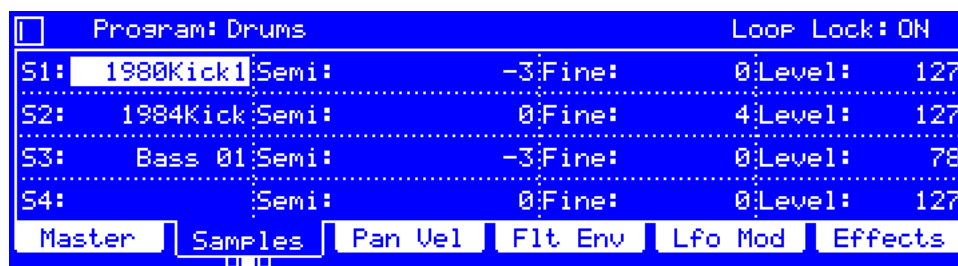 Program: Drums Loop Lock: ON
S1: 1980Kick1 Semi: -3 Fine: 0 Level: 127
S2: 1984Kick Semi: 0 Fine: 4 Level: 127
S3: Bass 01 Semi: -3 Fine: 0 Level: 78
S4: Semi: 0 Fine: 0 Level: 127
Master Samples Pan Vel Flt Env Lfo Mod Effects